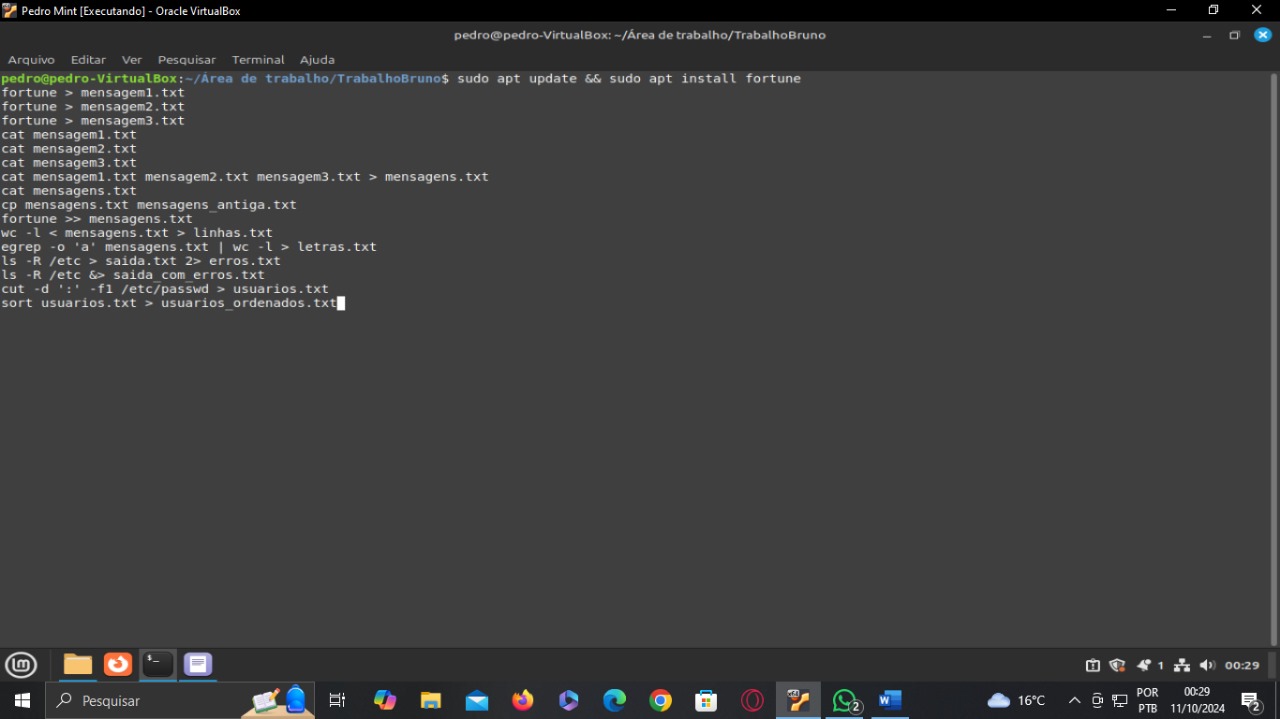 Pedro Mint [Executando] - Oracle VirtualBox
pedro@pedro-VirtualBox: ~/Área de trabalho/TrabalhoBruno
Arquivo Editar Ver Pesquisar Terminal Ajuda
pedro@pedro-VirtualBox:~/Área de trabalho/TrabalhoBruno$ sudo apt update && sudo apt install fortune
fortune > mensagem1.txt
fortune > mensagem2.txt
fortune > mensagem3.txt
cat mensagem1.txt
cat mensagem2.txt
cat mensagem3.txt
cat mensagem1.txt mensagem2.txt mensagem3.txt > mensagens.txt
cat mensagens.txt
cp mensagens.txt mensagens_antiga.txt
fortune >> mensagens.txt
wc -l < mensagens.txt > linhas.txt
egrep -o 'a' mensagens.txt | wc -l > letras.txt
ls -R /etc > saida.txt 2> erros.txt
ls -R /etc &> saida_com_erros.txt
cut -d ':' -f1 /etc/passwd > usuarios.txt
sort usuarios.txt > usuarios_ordenados.txt
$_
1
00:29
Pesquisar
2
W
16°C
POR
PTB
00:29
11/10/2024
2